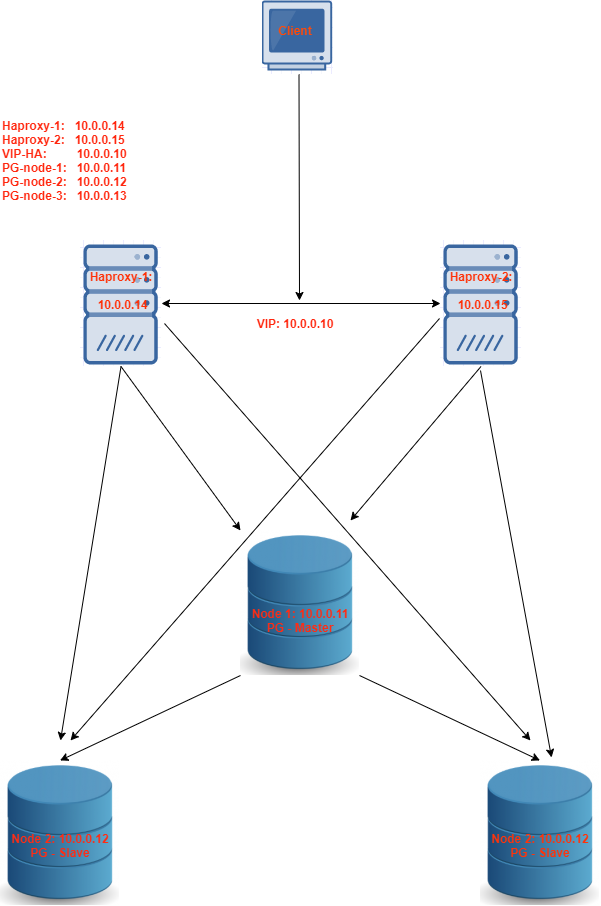 Client
Haproxy-1: 10.0.0.14
Haproxy-2: 10.0.0.15
VIP-HA: 10.0.0.10
PG-node-1: 10.0.0.11
PG-node-2: 10.0.0.12
PG-node-3: 10.0.0.13
Haproxy-1:
10.0.0.14
Haproxy-2:
10.0.0.15
VIP: 10.0.0.10
Node 1: 10.0.0.11
PG - Master
Node 2: 10.0.0.12
PG - Slave
Node 2: 10.0.0.12
PG - Slave